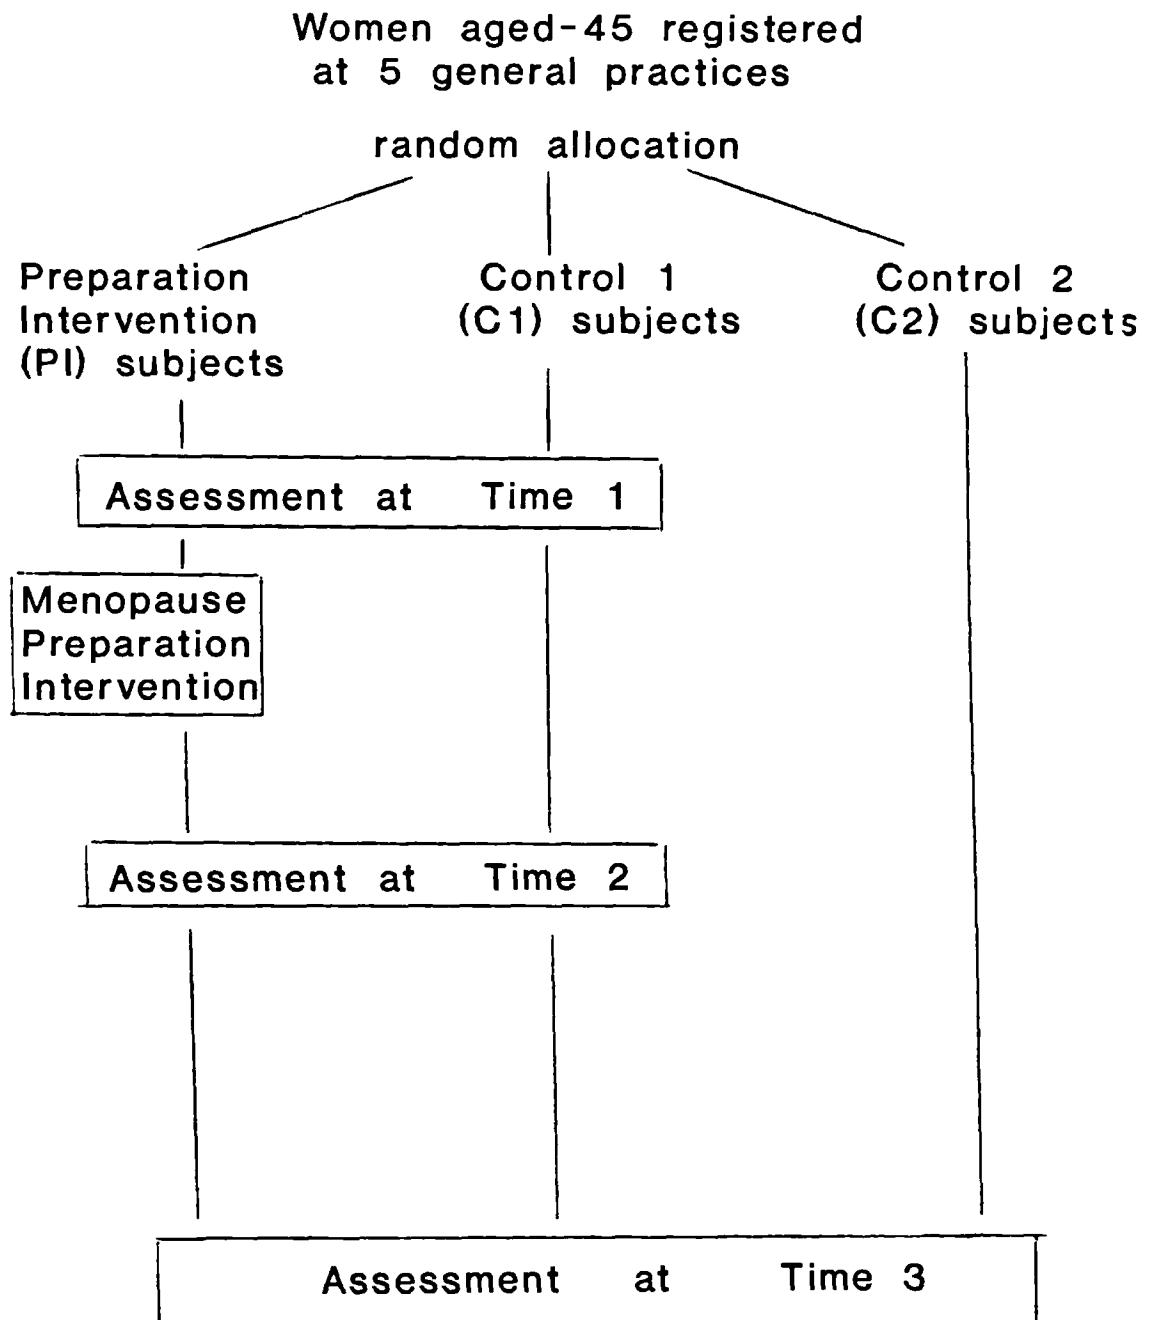 Women aged-45 registered
at 5 general practices
random allocation
Preparation
Intervention
(PI) subjects
Control 1
(C1) subjects
Control 2
(C2) subjects
Assessment at Time 1
Menopause
Preparation
Intervention
Assessment at Time 2
Assessment at Time 3